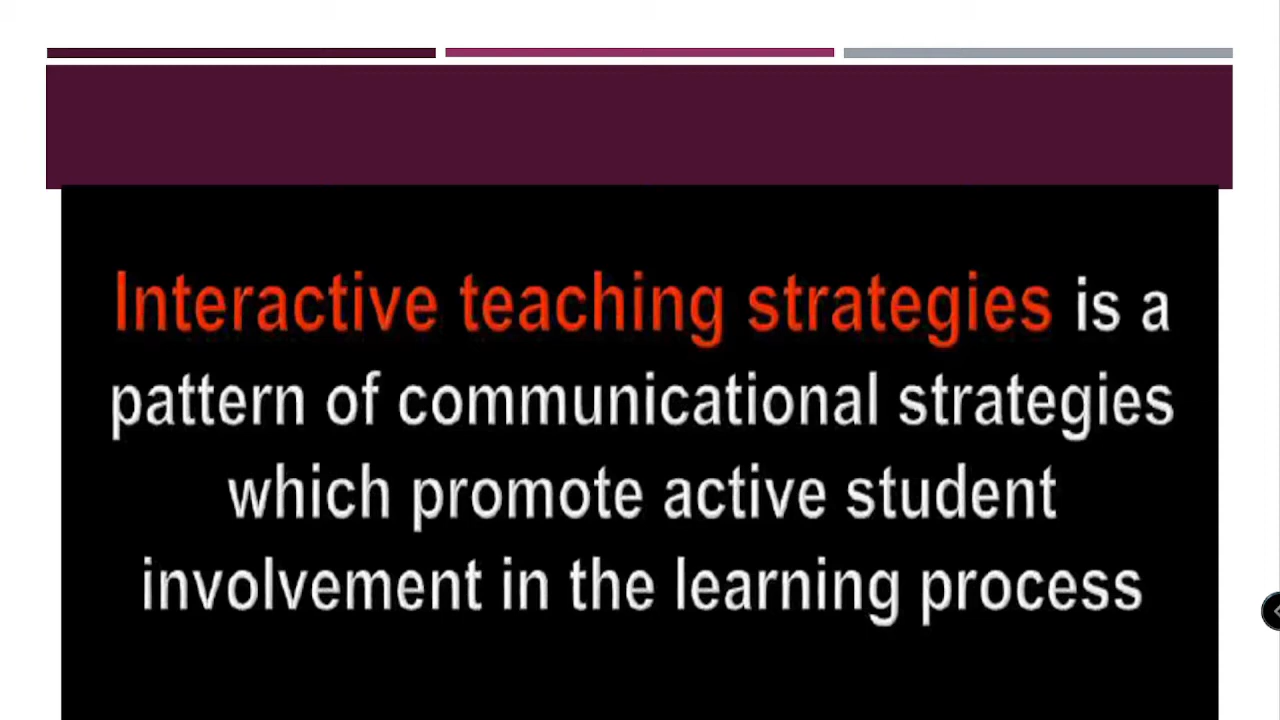 Interactive teaching strategies is a
pattern of communicational strategies
which promote active student
involvement in the learning process